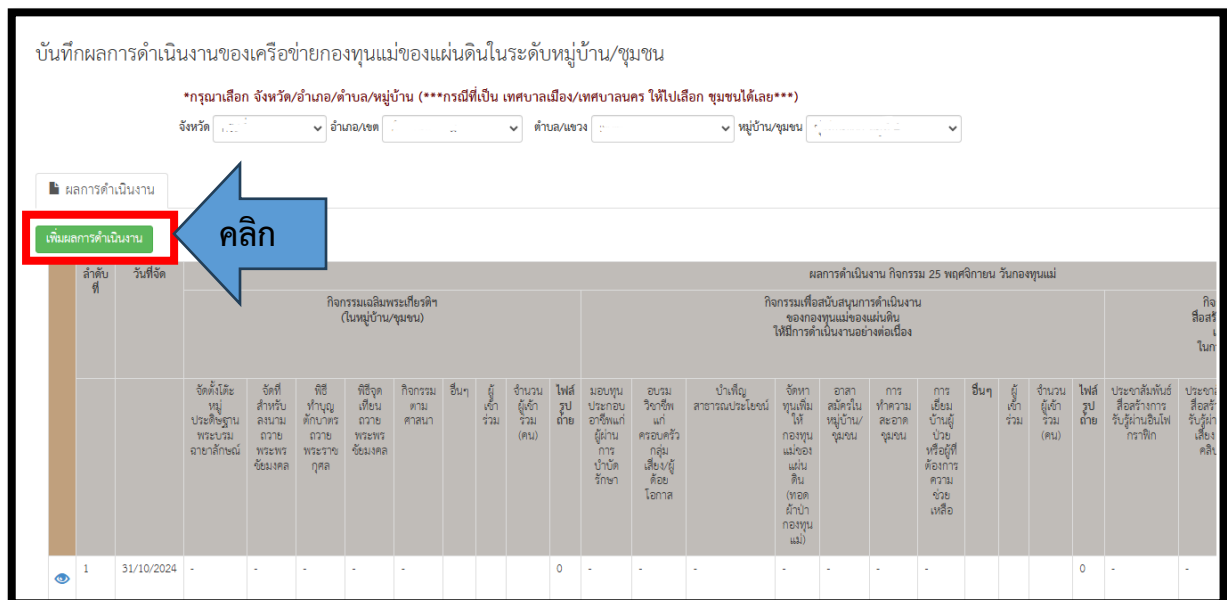 บันทึกผลการดำเนินงานของเครือข่ายกองทุนแม่ของแผ่นดินในระดับหมู่บ้าน/ชุมชน
*กรุณาเลือก จังหวัด/อำเภอ/ตำบล/หมู่บ้าน (***กรณีที่เป็น เทศบาลเมือง/เทศบาลนคร ให้ไปเลือก ชุมชนได้เลย***)
จังหวัด อำเภอ/เขต ตำบล/แขวง หมู่บ้าน/ชุมชน
ผลการดำเนินงาน
เพิ่มผลการดำเนินงาน
คลิก
ลำดับ
ที่
วันที่จัด
ผลการดำเนินงาน กิจกรรม 25 พฤศจิกายน วันกองทุนแม่
กิจกรรมเฉลิมพระเกียรติฯ
(ในหมู่บ้าน/ชุมชน)
กิจกรรมเพื่อสนับสนุนการดำเนินงาน
ของกองทุนแม่ของแผ่นดิน
ให้มีการดำเนินงานอย่างต่อเนื่อง
กิจ
สื่อสร้
ในก
จัดตั้งโต๊ะ
หมู่
ประดิษฐาน
พระบรม
ฉายาลักษณ์
จัดที่
สำหรับ
ลงนาม
ถวาย
พระพร
ชัยมงคล
พิธี
ทำบุญ
ตักบาตร
ถวาย
พระราช
กุศล
พิธีจุด
เทียน
ถวาย
พระพร
ชัยมงคล
กิจกรรม
ตาม
ศาสนา
อื่นๆ
ผู้
เข้า
ร่วม
จำนวน
ผู้เข้า
ร่วม
(คน)
ไฟล์
รูป
ถ่าย
มอบทุน
ประกอบ
อาชีพแก่
ผู้ผ่าน
การ
บำบัด
รักษา
อบรม
วิชาชีพ
แก่
ครอบครัว
กลุ่ม
เสี่ยง/ผู้
ด้อย
โอกาส
บำเพ็ญ
สาธารณประโยชน์
จัดหา
ทุนเพิ่ม
ให้
กองทุน
แม่ของ
แผ่น
ดิน
(ทอด
ผ้าป่า
กองทุน
แม่)
อาสา
สมัครใน
หมู่บ้าน/
ชุมชน
การ
ทำความ
สะอาด
ชุมชน
การ
เยี่ยม
บ้านผู้
ป่วย
หรือผู้ที่
ต้องการ
ความ
ช่วย
เหลือ
อื่นๆ
ผู้
เข้า
ร่วม
จำนวน
ผู้เข้า
ร่วม
(คน)
ไฟล์
รูป
ถ่าย
ประชาสัมพันธ์
สื่อสร้างการ
รับรู้ผ่านอินโฟ
กราฟิก
ประชา
สื่อสร้
รับรู้ผ่า
เสียง
คลิ
1 31/10/2024 - - - - - 0 - - - - - - - 0 - -